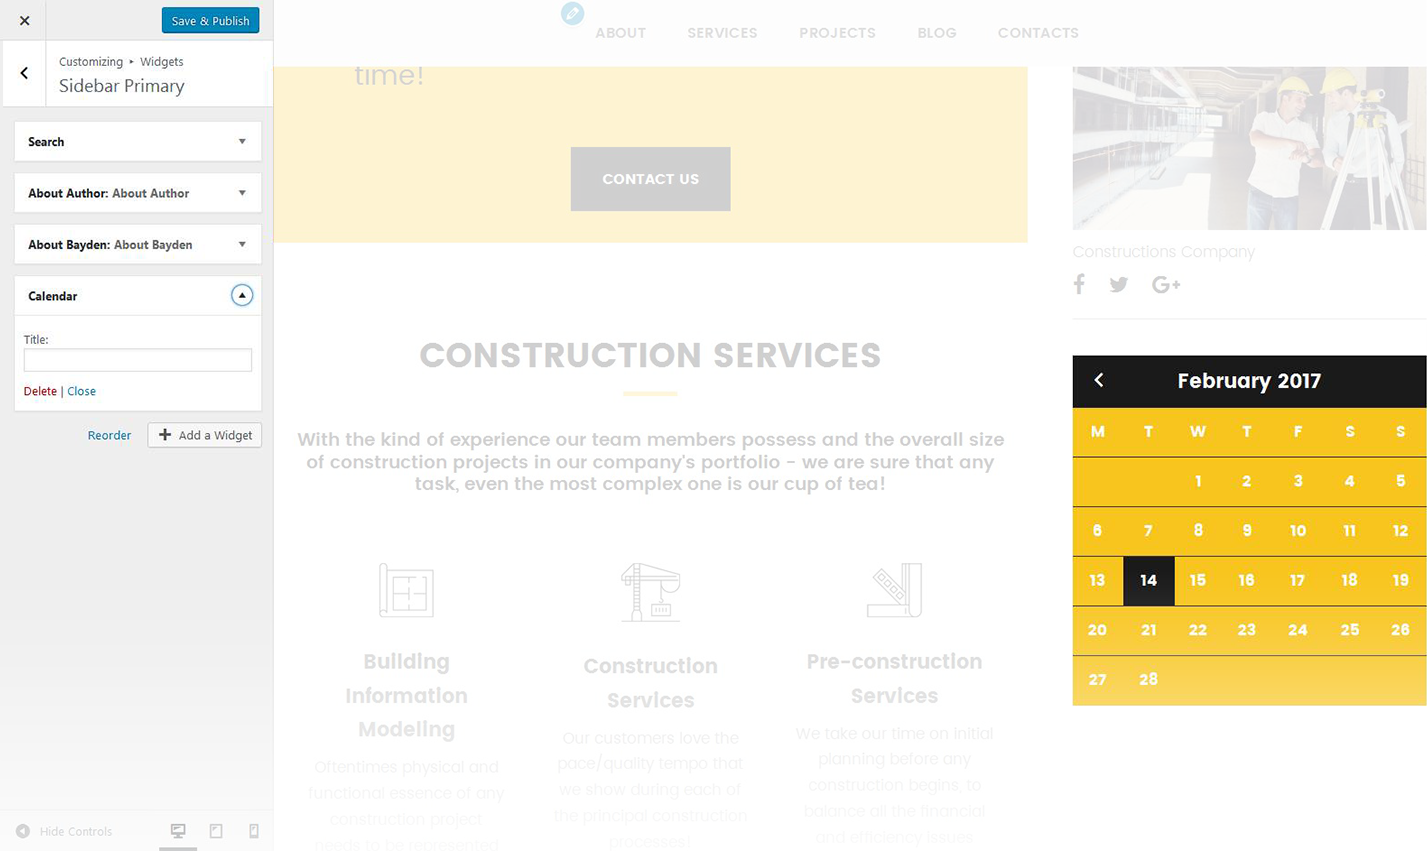 Save & Publish
Customizing ▸ Widgets
Sidebar Primary
Search
About Author: About Author
About Bayden: About Bayden
Calendar
Title:
Delete | Close
Reorder
Add a Widget
Hide Controls
ABOUT SERVICES PROJECTS BLOG CONTACTS
time!
CONTACT US
CONSTRUCTION SERVICES
With the kind of experience our team members possess and the overall size
of construction projects in our company's portfolio - we are sure that any
task, even the most complex one is our cup of tea!
Building
Information
Modeling
Oftentimes physical and
functional essence of any
construction project
needs to be represented
Construction
Services
Our customers love the
pace/quality tempo that
we show during each of
the principal construction
processes!
Pre-construction
Services
We take our time on initial
planning before any
construction begins, to
balance all the financial
and efficiency issues
Constructions Company
February 2017
M T W T F S S
1 2 3 4 5
6 7 8 9 10 11 12
13 14 15 16 17 18 19
20 21 22 23 24 25 26
27 28